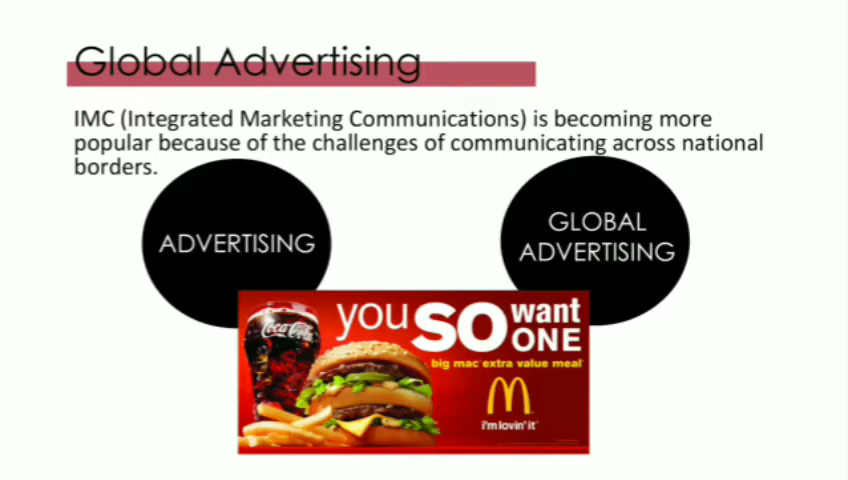 Global Advertising
IMC (Integrated Marketing Communications) is becoming more
popular because of the challenges of communicating across national
borders.
ADVERTISING
GLOBAL
ADVERTISING
you SO want
ONE
big mac extra value meal
Coca-Cola
i'm lovin' it